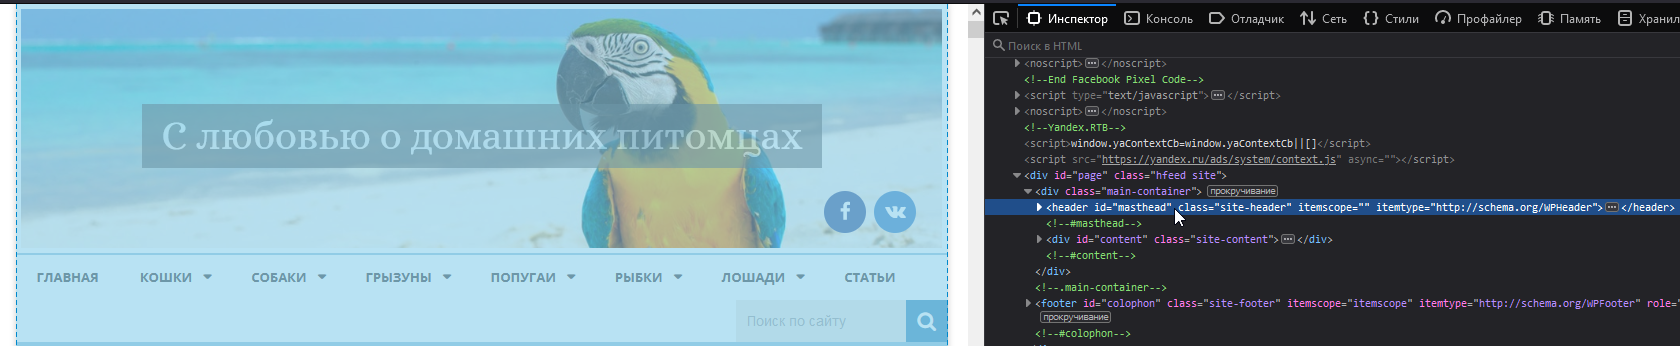 С любовью о домашних питомцах
ГЛАВНАЯ КОШКИ СОБАКИ ГРЫЗУНЫ ПОПУГАИ РЫБКИ ЛОШАДИ СТАТЬИ
Поиск по сайту
Инспектор Консоль Отладчик Сеть Стили Профайлер Память Хранил
Поиск в HTML
<noscript>⋯</noscript>
<!--End Facebook Pixel Code-->
<script type="text/javascript">⋯</script>
<noscript>⋯</noscript>
<!--Yandex.RTB-->
<script>window.yaContextCb=window.yaContextCb||[]</script>
<script src="https://yandex.ru/ads/system/context.js" async=""></script>
<div id="page" class="hfeed site">
<div class="main-container"> прокручивание
<header id="masthead" class="site-header" itemscope="" itemtype="http://schema.org/WPHeader">⋯</header>
<!--#masthead-->
<div id="content" class="site-content">⋯</div>
<!--#content-->
</div>
<!--.main-container-->
<footer id="colophon" class="site-footer" itemscope="itemscope" itemtype="http://schema.org/WPFooter" role="
прокручивание
<!--#colophon-->